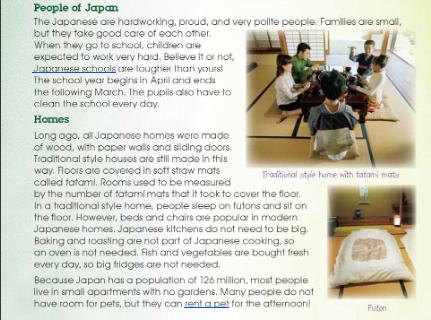 People of Japan
The Japanese are hardworking, proud, and very polite people. Families are small,
but they take good care of each other.
When they go to school, children are
expected to work very hard. Believe it or not,
Japanese schools are tougher than yours!
The school year begins in April and ends
the following March. The pupils also have to
clean the school every day.
Homes
Long ago, all Japanese homes were made
of wood, with paper walls and sliding doors.
Traditional style houses are still made in this
way. Floors are covered in soft straw mats
called tatami. Rooms used to be measured
by the number of tatami mats that it took to cover the floor.
In a traditional style home, people sleep on futons and sit on
the floor. However, beds and chairs are popular in modern
Japanese homes. Japanese kitchens do not need to be big.
Baking and roasting are not part of Japanese cooking, so
an oven is not needed. Fish and vegetables are bought fresh
every day, so big fridges are not needed.
Because Japan has a population of 126 million, most people
live in small apartments with no gardens. Many people do not
have room for pets, but they can rent a pet for the afternoon!
Traditional style home with tatami mats
Futon